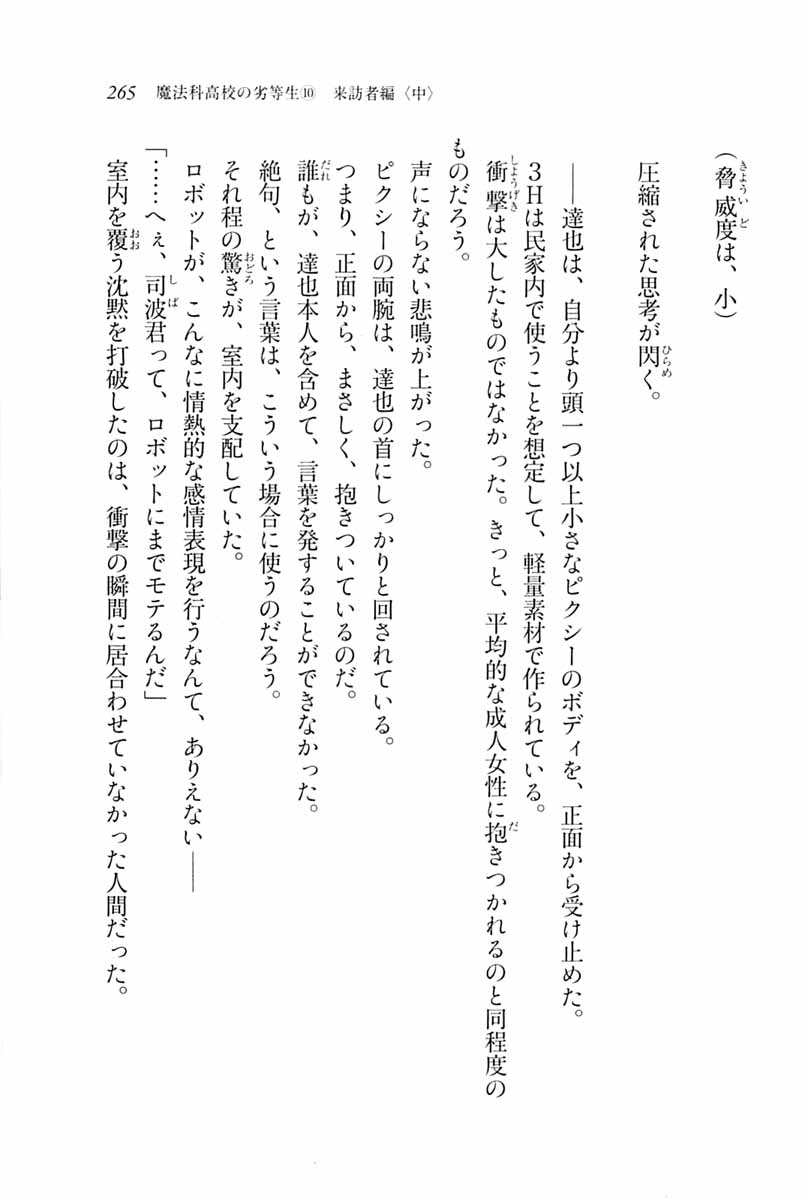 265　魔法科高校の劣等生⑩　来訪者編〈中〉
（脅威度は、小）
圧縮された思考が閃く。
――達也は、自分より頭一つ以上小さなピクシーのボディを、正面から受け止めた。
３Ｈは民家内で使うことを想定して、軽量素材で作られている。
衝撃は大したものではなかった。きっと、平均的な成人女性に抱きつかれるのと同程度の
ものだろう。
声にならない悲鳴が上がった。
ピクシーの両腕は、達也の首にしっかりと回されている。
つまり、正面から、まさしく、抱きついているのだ。
誰もが、達也本人を含めて、言葉を発することができなかった。
絶句、という言葉は、こういう場合に使うのだろう。
それ程の驚きが、室内を支配していた。
ロボットが、こんなに情熱的な感情表現を行うなんて、ありえない――
「……へぇ、司波君って、ロボットにまでモテるんだ」
室内を覆う沈黙を打破したのは、衝撃の瞬間に居合わせていなかった人間だった。